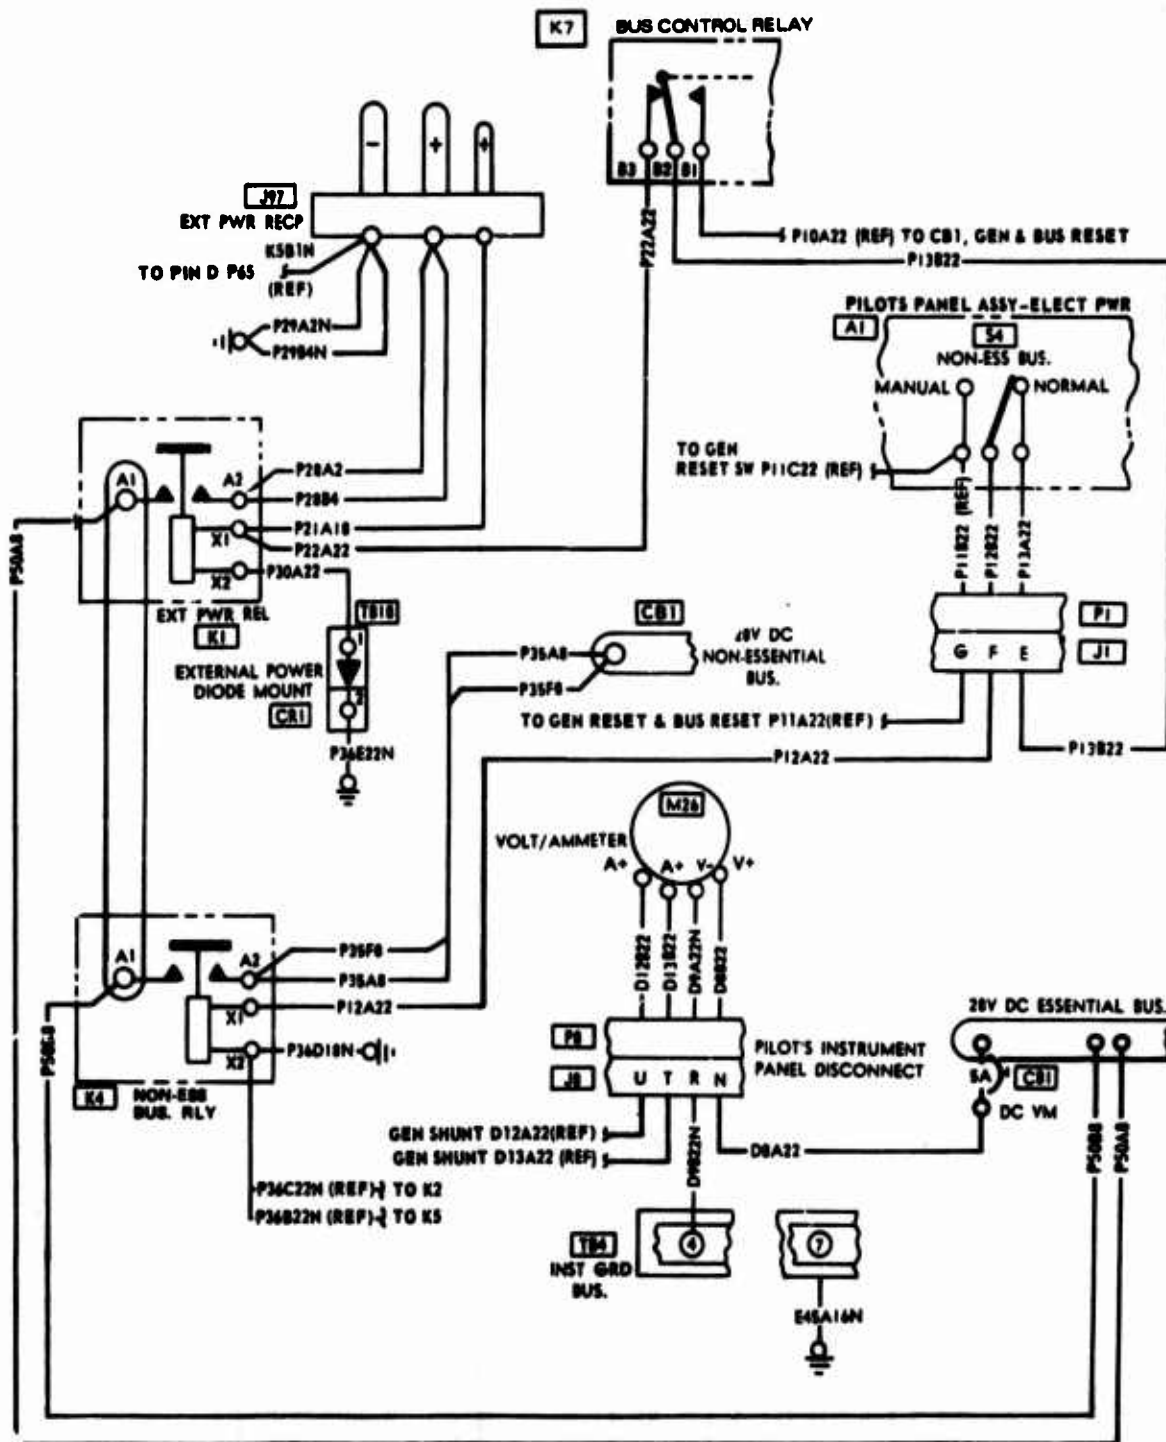 K7 BUS CONTROL RELAY
B3 B2 B1
P22A22
P10A22 (REF) TO CB1, GEN & BUS RESET
P13B22
- + +
J97
EXT PWR RECP
K5B1N
TO PIN D P65
(REF)
P29A2N
P29B4N
PILOTS PANEL ASSY-ELECT PWR
A1
S4
NON-ESS BUS.
MANUAL
NORMAL
TO GEN
RESET SW P11C22 (REF)
P11B22 (REF)
P12B22
P13A22
P1
J1
G F E
A1
A2
P28A2
P28B4
X1
P21A18
P22A22
X2
P30A22
EXT PWR REL
K1
P50A8
TB18
1
2
EXTERNAL POWER
DIODE MOUNT
CR1
P36E22N
CB1
P35A8
P35F8
28V DC
NON-ESSENTIAL
BUS.
TO GEN RESET & BUS RESET P11A22(REF)
P12A22
P13B22
M26
VOLT/AMMETER
A+ A+ V- V+
D12B22
D13B22
D9A22N
D8B22
P8
J8
U T R N
PILOT'S INSTRUMENT
PANEL DISCONNECT
A1
A2
P35F8
P35A8
X1
P12A22
X2
P36D18N
K4
NON-ESS
BUS. RLY
P50B8
GEN SHUNT D12A22(REF)
GEN SHUNT D13A22 (REF)
D9B22N
D8A22
P36C22N (REF) TO K2
P36B22N (REF) TO K5
28V DC ESSENTIAL BUS.
5A
CB1
DC VM
P50B8
P50A8
TB4
INST GRD
BUS.
4
7
E45A16N